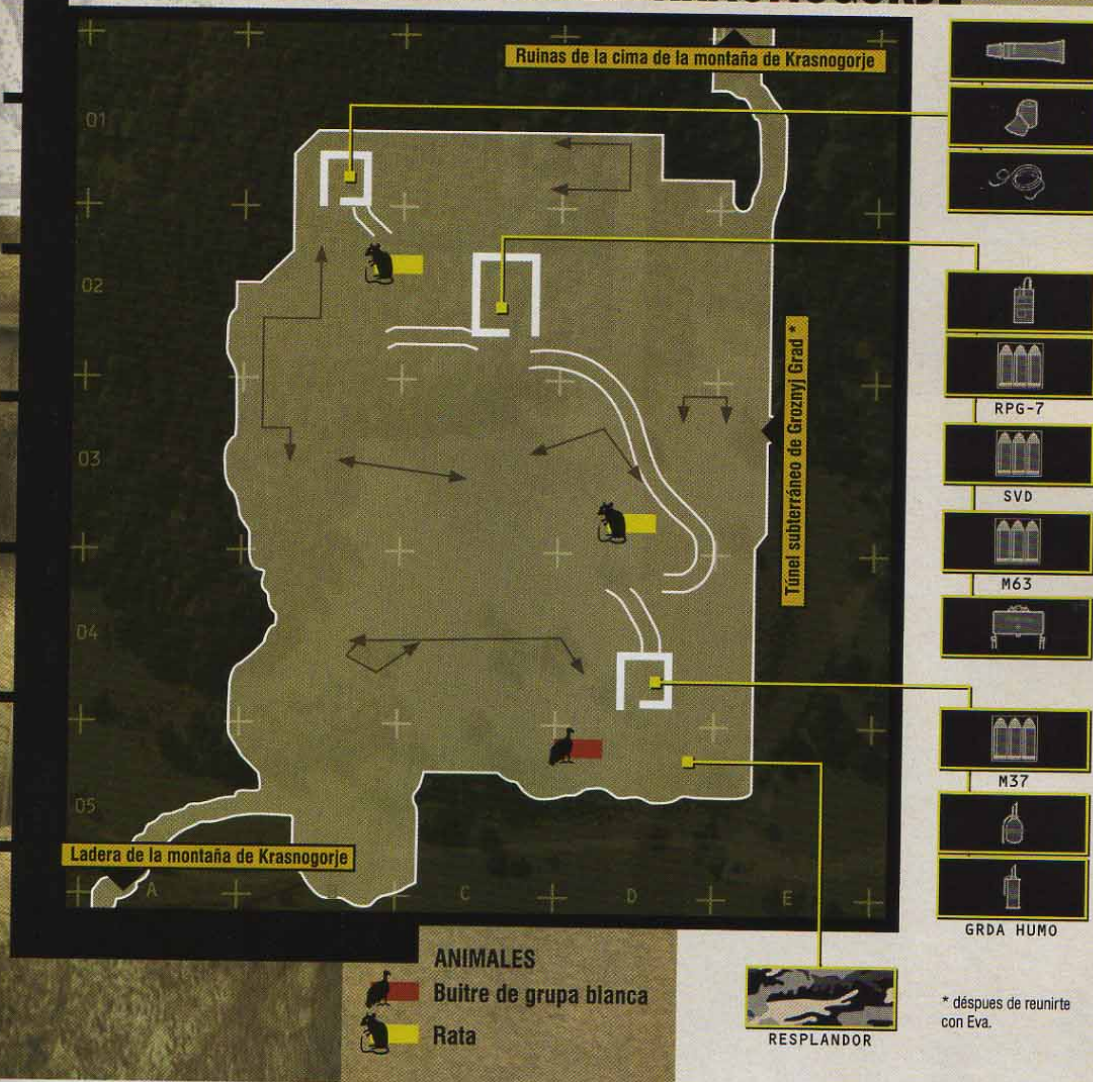 Ruinas de la cima de la montaña de Krasnogorje
01
02
03
04
05
Túnel subterráneo de Groznyj Grad *
RPG-7
SVD
M63
M37
GRDA HUMO
Ladera de la montaña de Krasnogorje
A
C
D
E
ANIMALES
Buitre de grupa blanca
Rata
RESPLANDOR
* déspues de reunirte
con Eva.